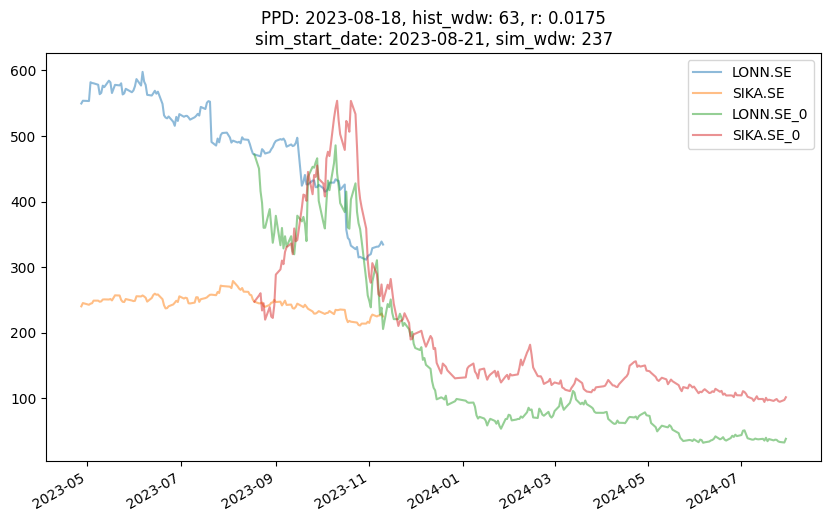 PPD: 2023-08-18, hist_wdw: 63, r: 0.0175
sim_start_date: 2023-08-21, sim_wdw: 237
LONN.SE
SIKA.SE
LONN.SE_0
SIKA.SE_0
600
500
400
300
200
100
2023-05
2023-07
2023-09
2023-11
2024-01
2024-03
2024-05
2024-07